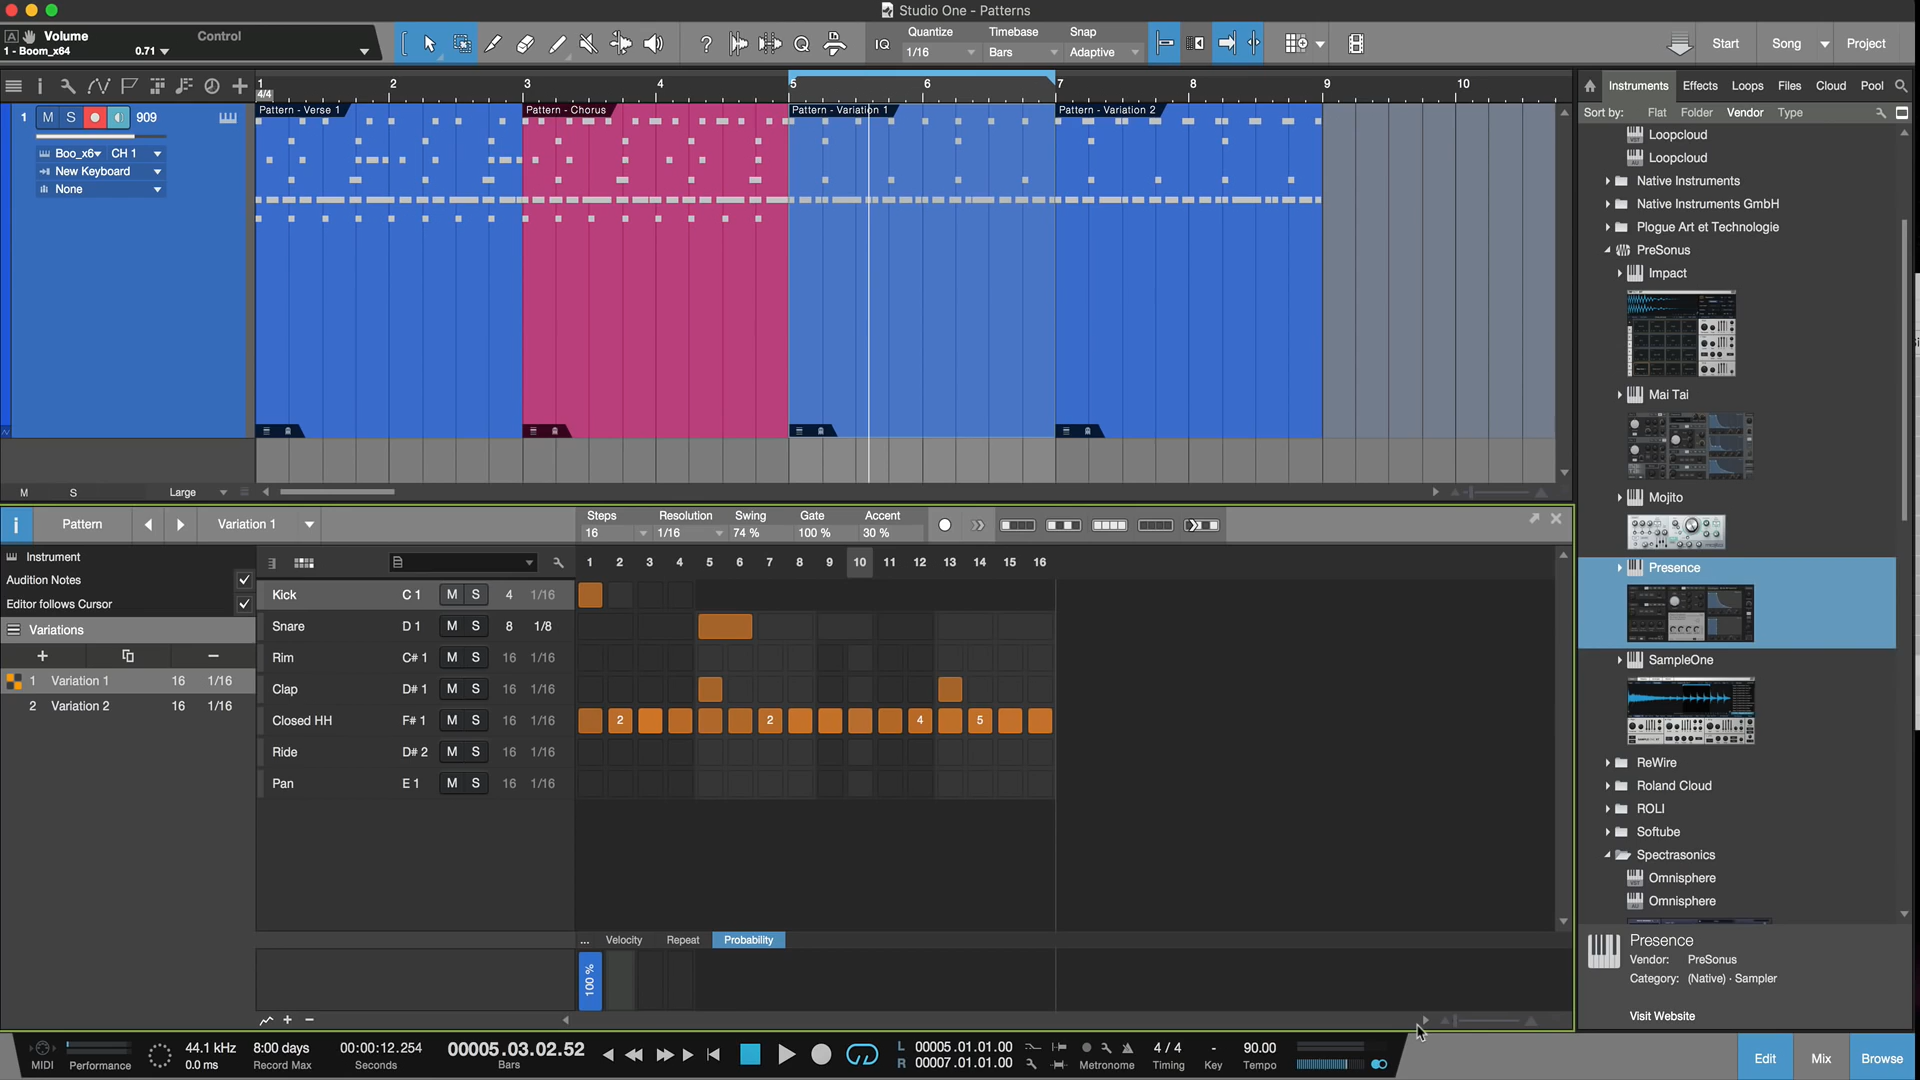 Studio One - Patterns
Volume
Control
1 - Boom_x64
0.71
IQ
Quantize
1/16
Timebase
Bars
Snap
Adaptive
Start
Song
Project
1 2 3 4 5 6 7 8 9 10
4/4
Instruments Effects Loops Files Cloud Pool
Sort by: Flat Folder Vendor Type
1 M S 909
Boo_x6 CH 1
New Keyboard
None
Pattern - Verse 1
Pattern - Chorus
Pattern - Variation 1
Pattern - Variation 2
Loopcloud
Loopcloud
Native Instruments
Native Instruments GmbH
Plogue Art et Technologie
PreSonus
Impact
Mai Tai
Mojito
Presence
SampleOne
ReWire
Roland Cloud
ROLI
Softube
Spectrasonics
Omnisphere
Omnisphere
M S Large
Pattern
Variation 1
Steps
16
Resolution
1/16
Swing
74 %
Gate
100 %
Accent
30 %
Instrument
Audition Notes
Editor follows Cursor
Variations
1 Variation 1 16 1/16
2 Variation 2 16 1/16
1 2 3 4 5 6 7 8 9 10 11 12 13 14 15 16
Kick C 1 M S 4 1/16
Snare D 1 M S 8 1/8
Rim C# 1 M S 16 1/16
Clap D# 1 M S 16 1/16
Closed HH F# 1 M S 16 1/16 2 2 4 5
Ride D# 2 M S 16 1/16
Pan E 1 M S 16 1/16
... Velocity Repeat Probability
100 %
Presence
Vendor: PreSonus
Category: (Native) · Sampler
Visit Website
MIDI
Performance
44.1 kHz
0.0 ms
8:00 days
Record Max
00:00:12.254
Seconds
00005.03.02.52
Bars
L 00005.01.01.00
R 00007.01.01.00
Metronome
4 / 4
Timing
-
Key
90.00
Tempo
Edit
Mix
Browse